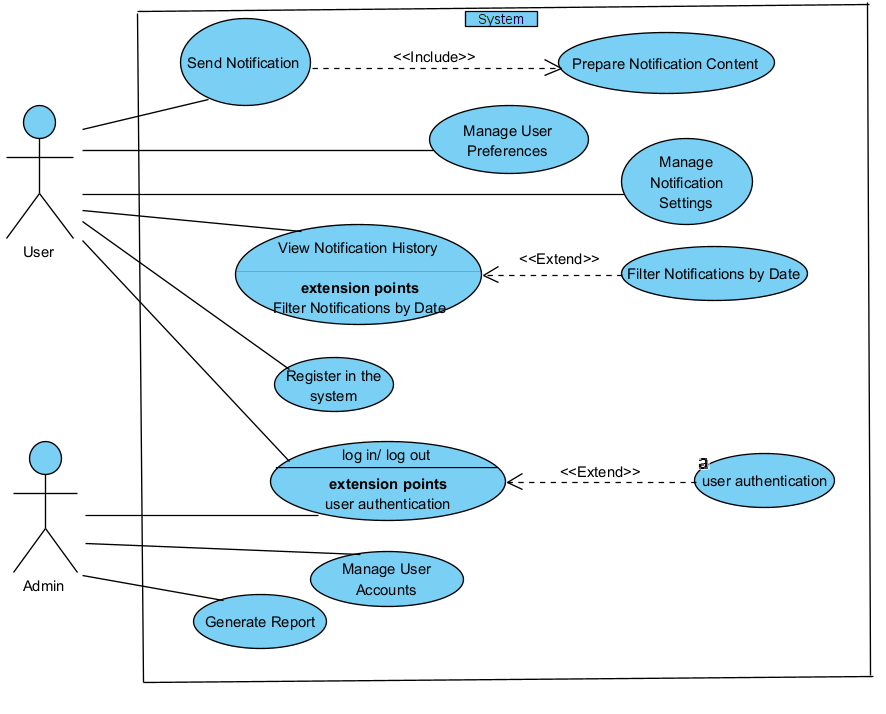 System
Send Notification
<<Include>>
Prepare Notification Content
Manage User
Preferences
Manage
Notification
Settings
User
View Notification History
extension points
Filter Notifications by Date
<<Extend>>
Filter Notifications by Date
Register in the
system
log in/ log out
extension points
user authentication
<<Extend>>
a
user authentication
Admin
Manage User
Accounts
Generate Report